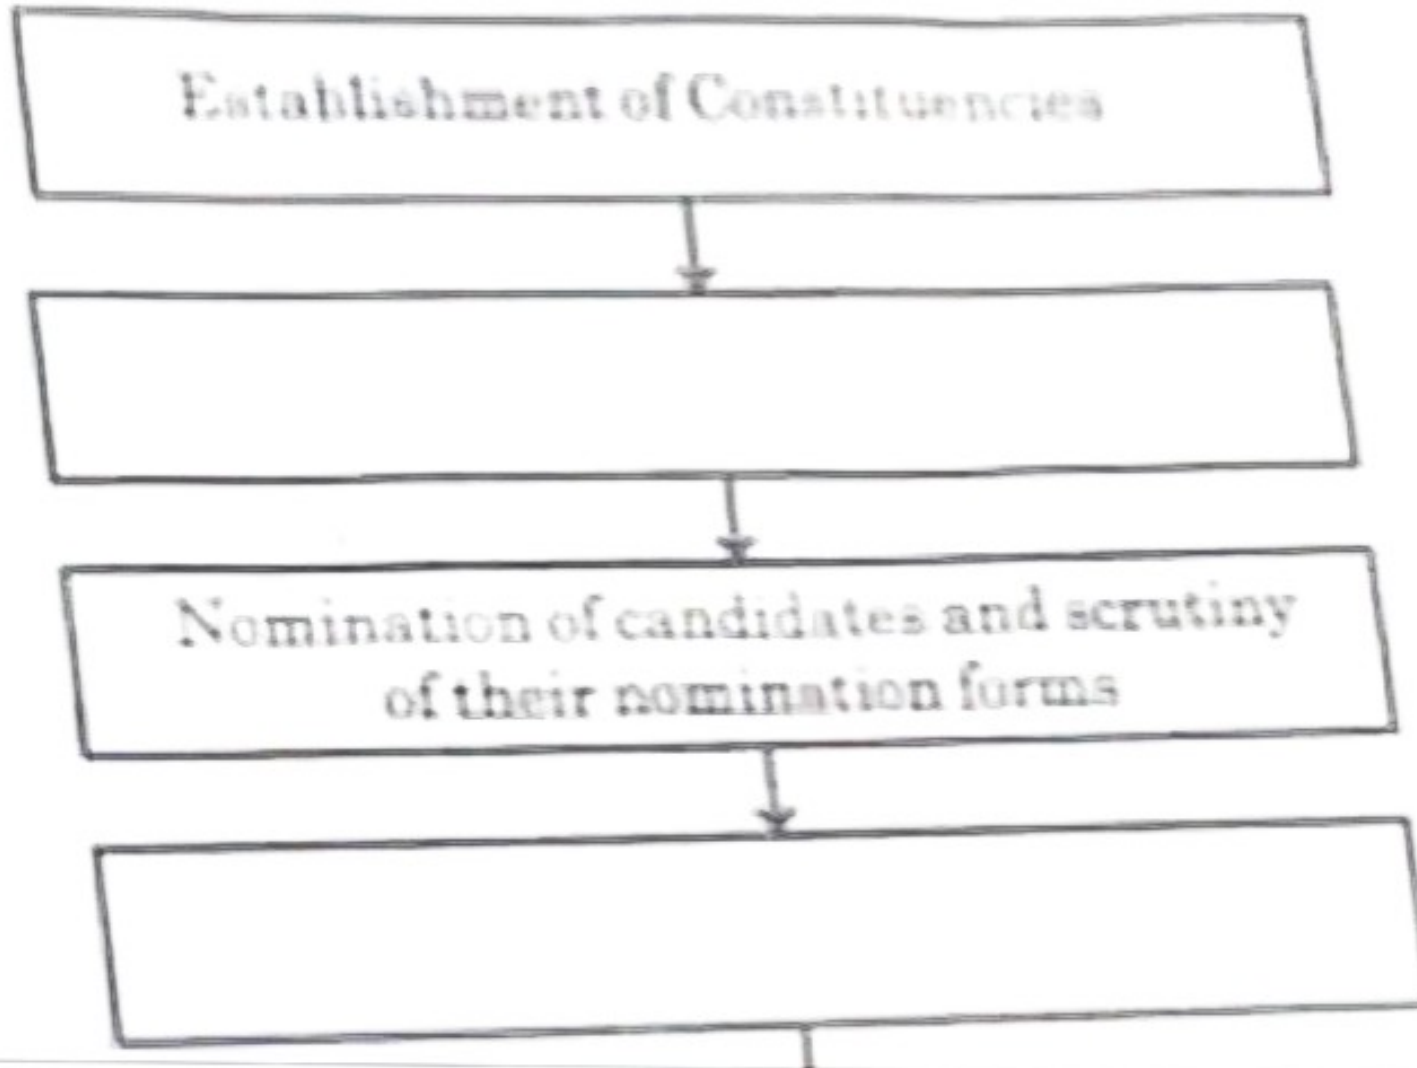 Establishment of Constituencies
Nomination of candidates and scrutiny
of their nomination forms